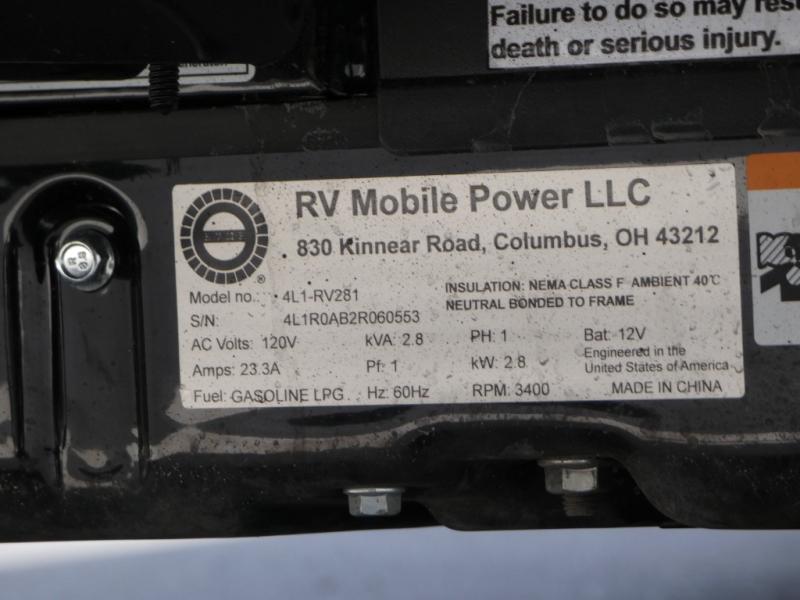 Failure to do so may
death or serious injury.
RV Mobile Power LLC
830 Kinnear Road, Columbus, OH 43212
®
Model no.: 4L1-RV281
INSULATION: NEMA CLASS F AMBIENT 40℃
NEUTRAL BONDED TO FRAME
S/N: 4L1R0AB2R060553
AC Volts: 120V kVA: 2.8 PH: 1 Bat: 12V
Amps: 23.3A Pf: 1 kW: 2.8 Engineered in the
United States of America
Fuel: GASOLINE LPG Hz: 60Hz RPM: 3400 MADE IN CHINA